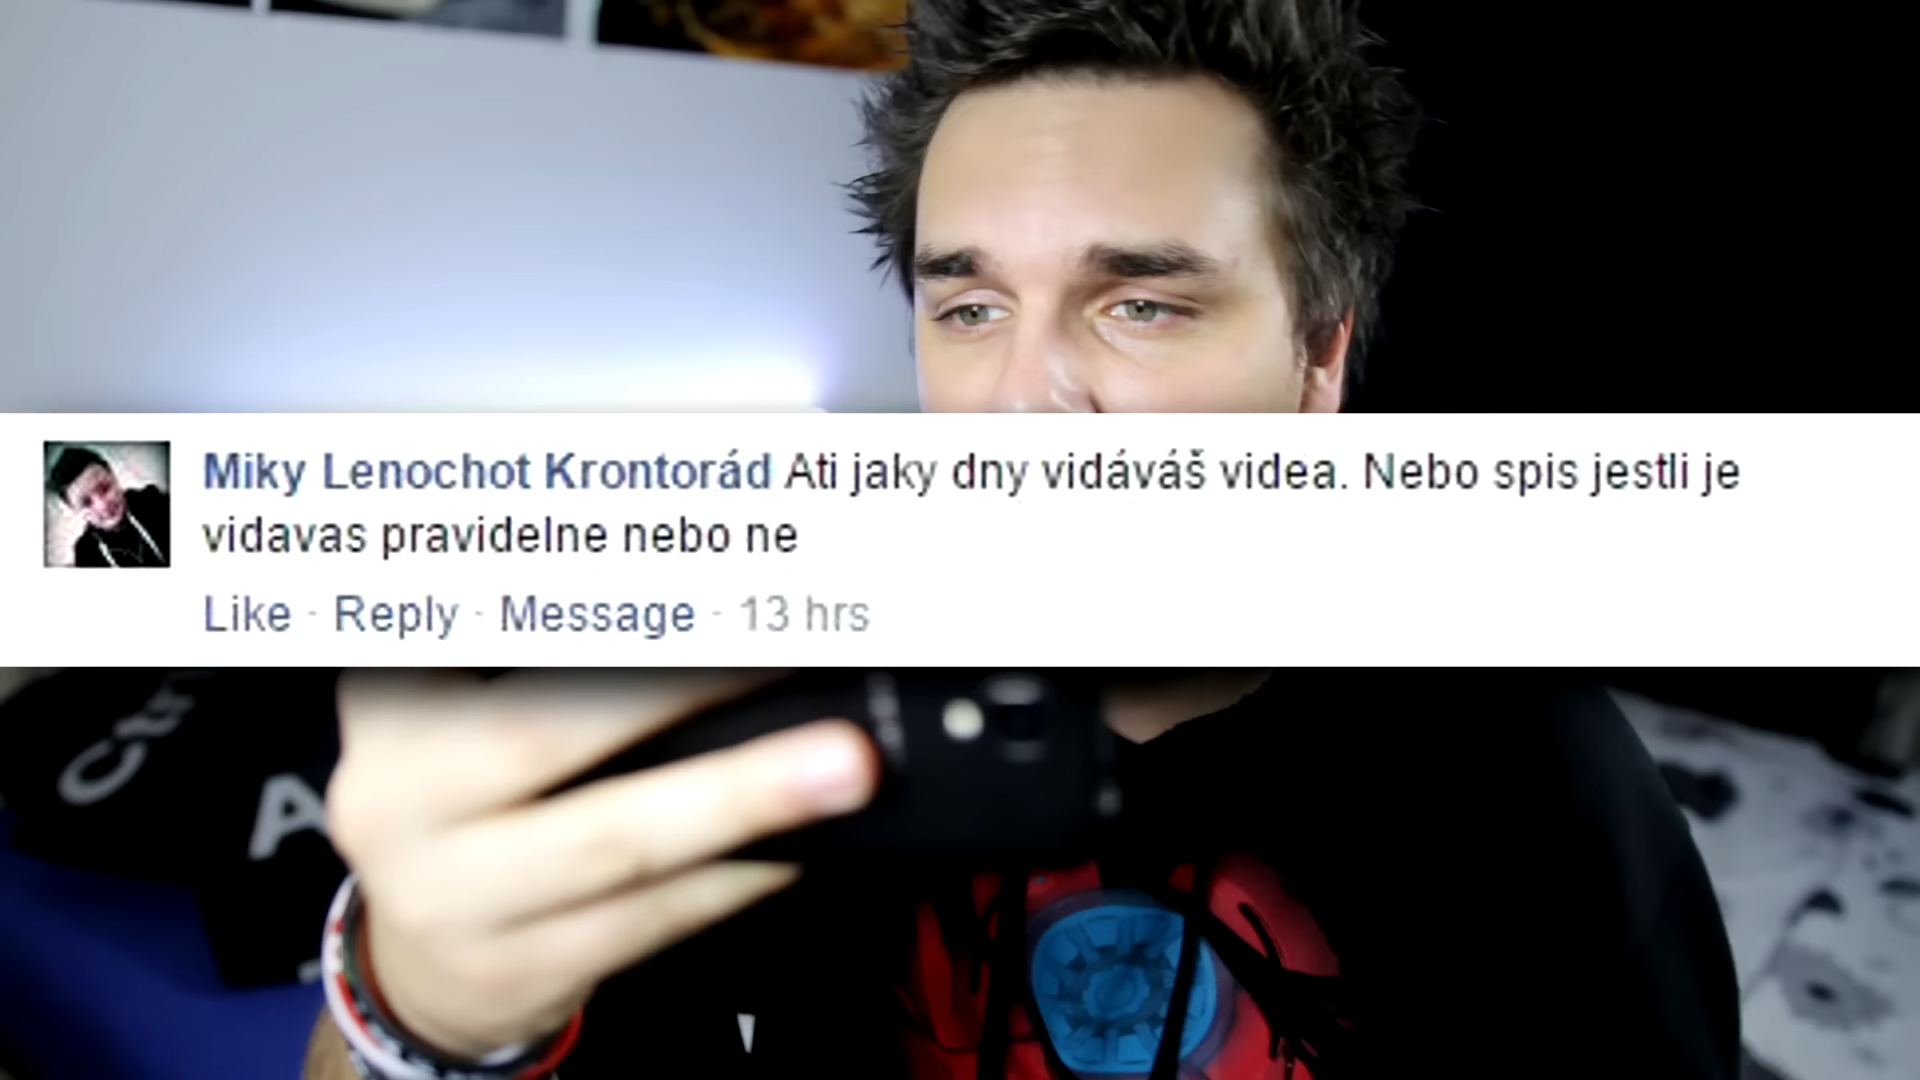 Miky Lenochot Krontorád Ati jaky dny vidáváš videa. Nebo spis jestli je
vidavas pravidelne nebo ne
Like · Reply · Message · 13 hrs
A